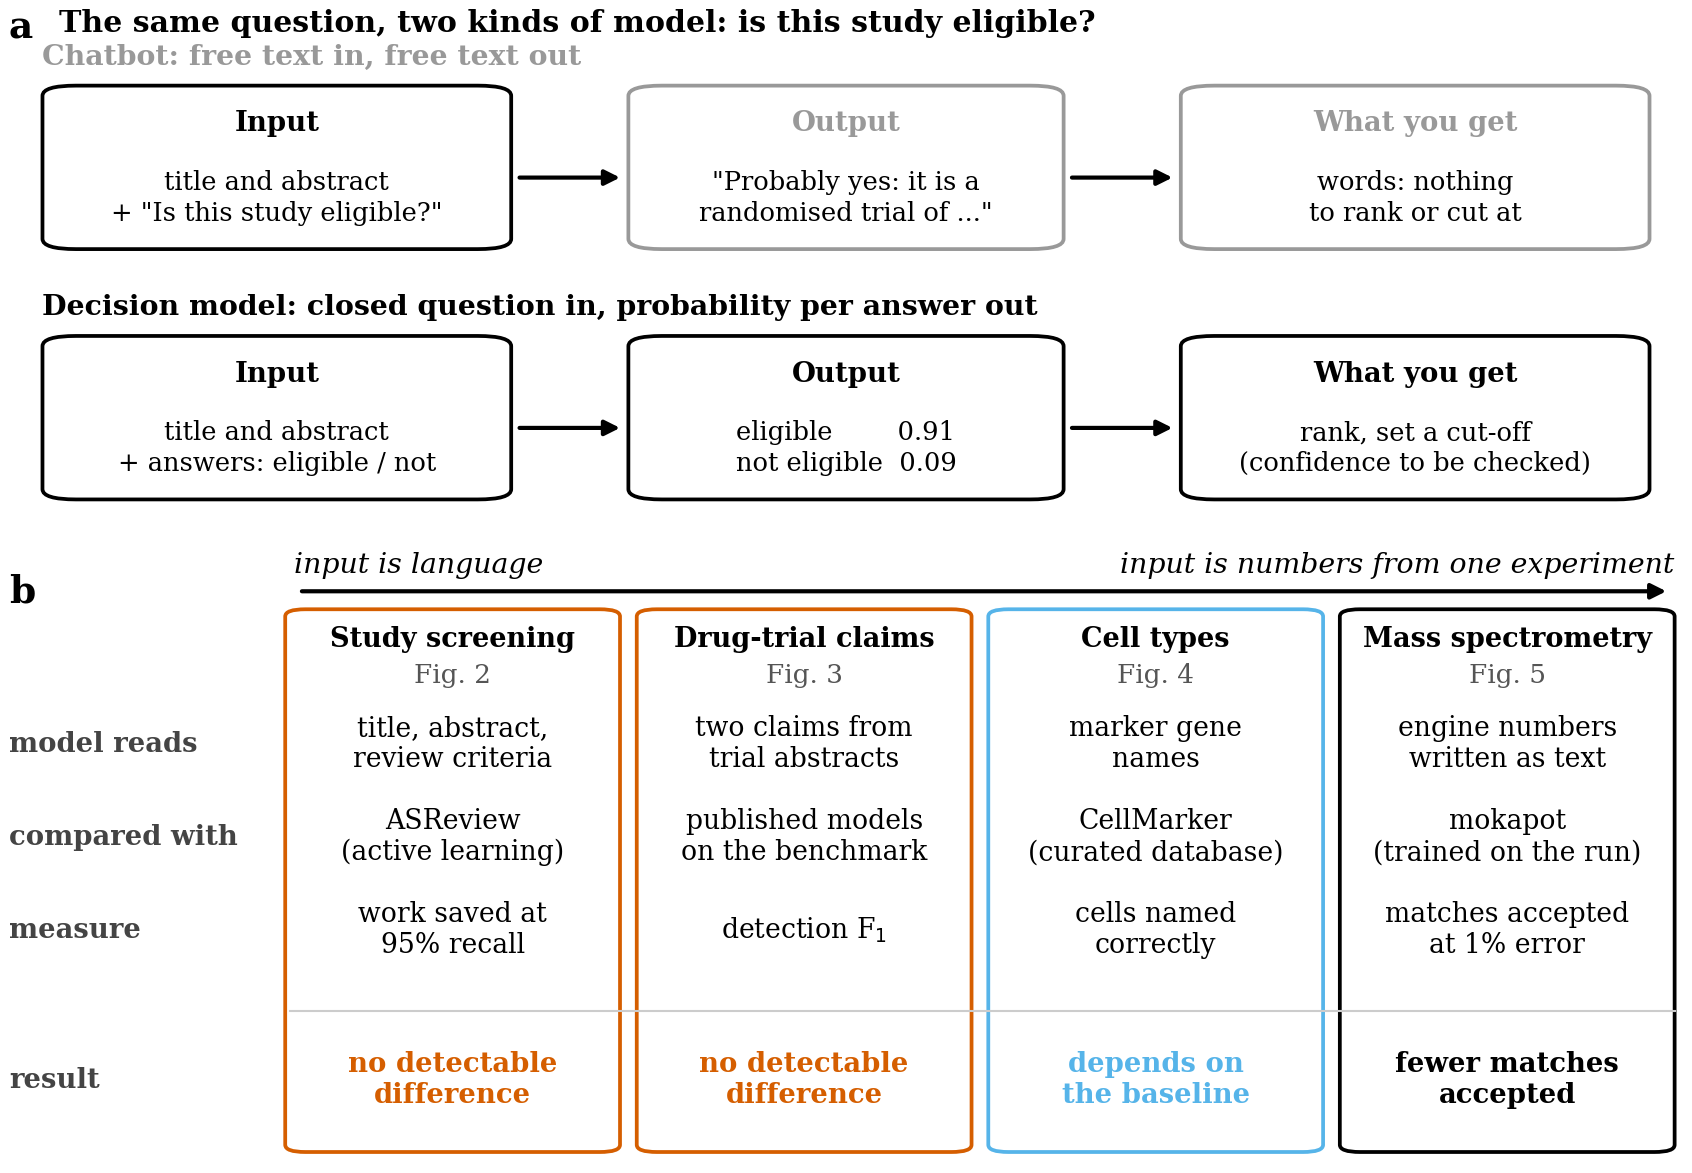 a The same question, two kinds of model: is this study eligible?
Chatbot: free text in, free text out
Input
title and abstract
+ "Is this study eligible?"
Output
"Probably yes: it is a
randomised trial of ..."
What you get
words: nothing
to rank or cut at
Decision model: closed question in, probability per answer out
Input
title and abstract
+ answers: eligible / not
Output
eligible 0.91
not eligible 0.09
What you get
rank, set a cut-off
(confidence to be checked)
b
input is language
input is numbers from one experiment
Study screening
Fig. 2
Drug-trial claims
Fig. 3
Cell types
Fig. 4
Mass spectrometry
Fig. 5
model reads
title, abstract,
review criteria
two claims from
trial abstracts
marker gene
names
engine numbers
written as text
compared with
ASReview
(active learning)
published models
on the benchmark
CellMarker
(curated database)
mokapot
(trained on the run)
measure
work saved at
95% recall
detection F₁
cells named
correctly
matches accepted
at 1% error
result
no detectable
difference
no detectable
difference
depends on
the baseline
fewer matches
accepted